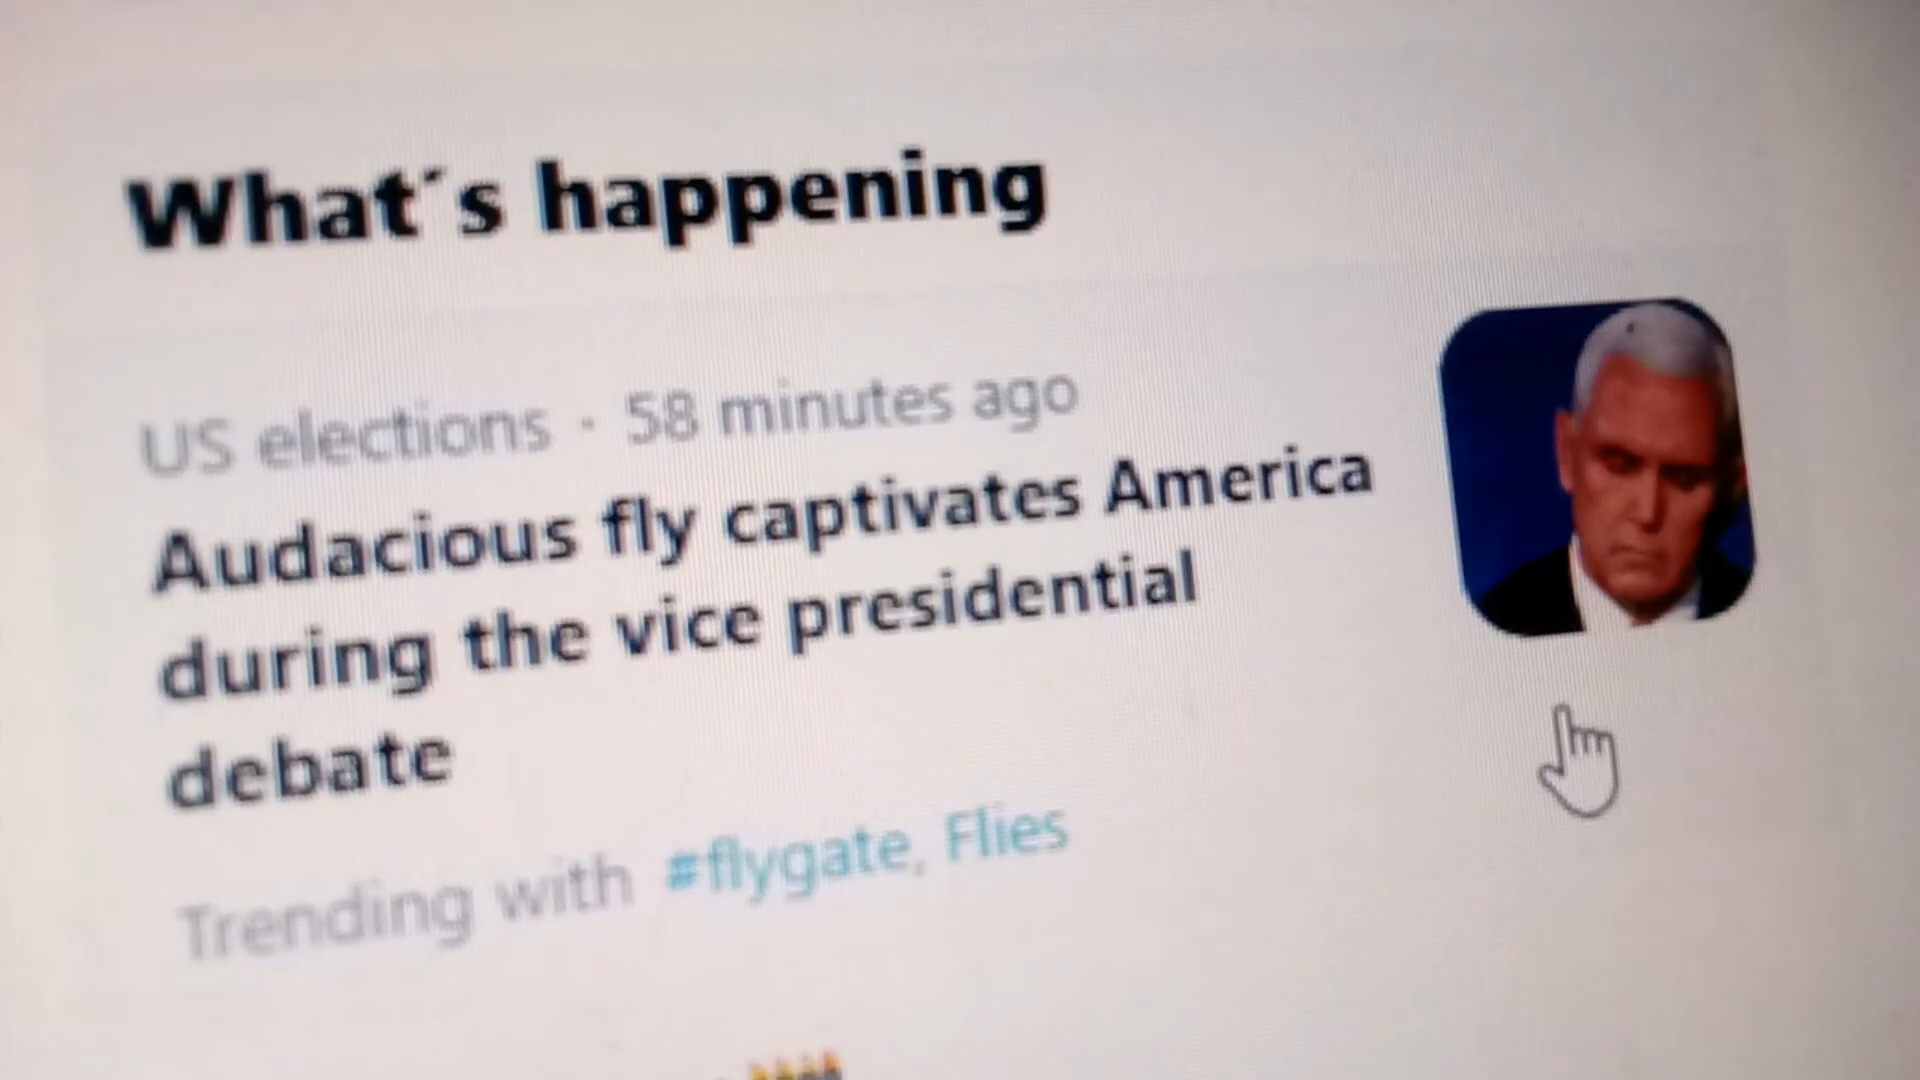 What´s happening
US elections · 58 minutes ago
Audacious fly captivates America
during the vice presidential
debate
Trending with #flygate, Flies